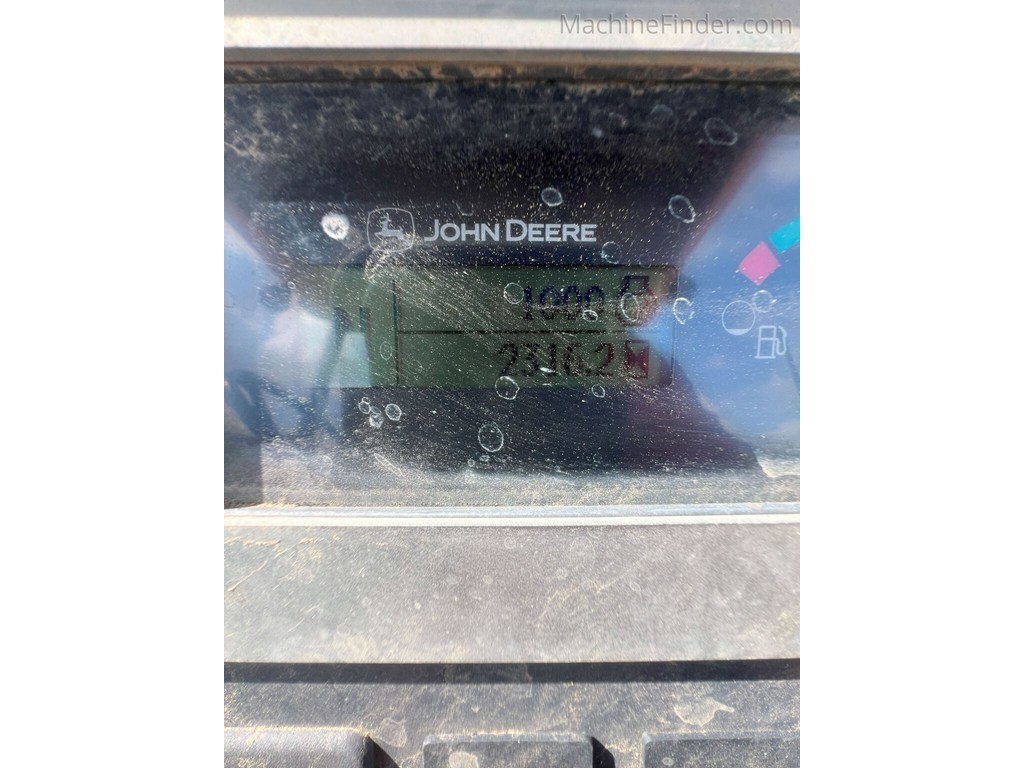 MachineFinder.com
JOHN DEERE
1000
2316.2